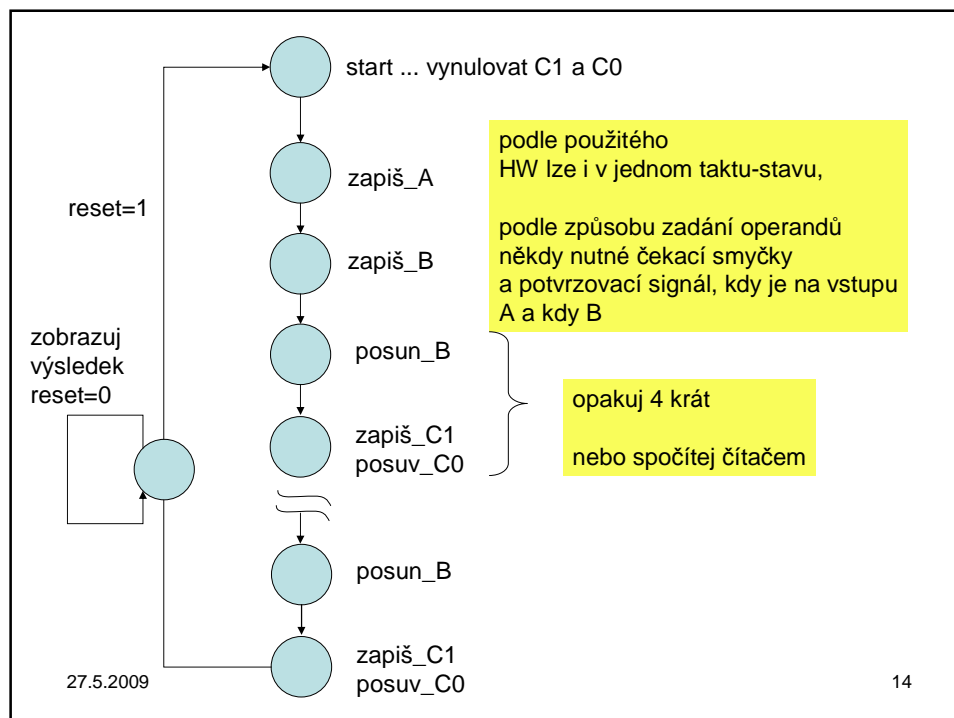 start ... vynulovat C1 a C0
zapiš_A
zapiš_B
posun_B
zapiš_C1
posuv_C0
posun_B
zapiš_C1
posuv_C0
reset=1
zobrazuj
výsledek
reset=0
podle použitého
HW lze i v jednom taktu-stavu,
podle způsobu zadání operandů
někdy nutné čekací smyčky
a potvrzovací signál, kdy je na vstupu
A a kdy B
opakuj 4 krát
nebo spočítej čítačem
27.5.2009
14